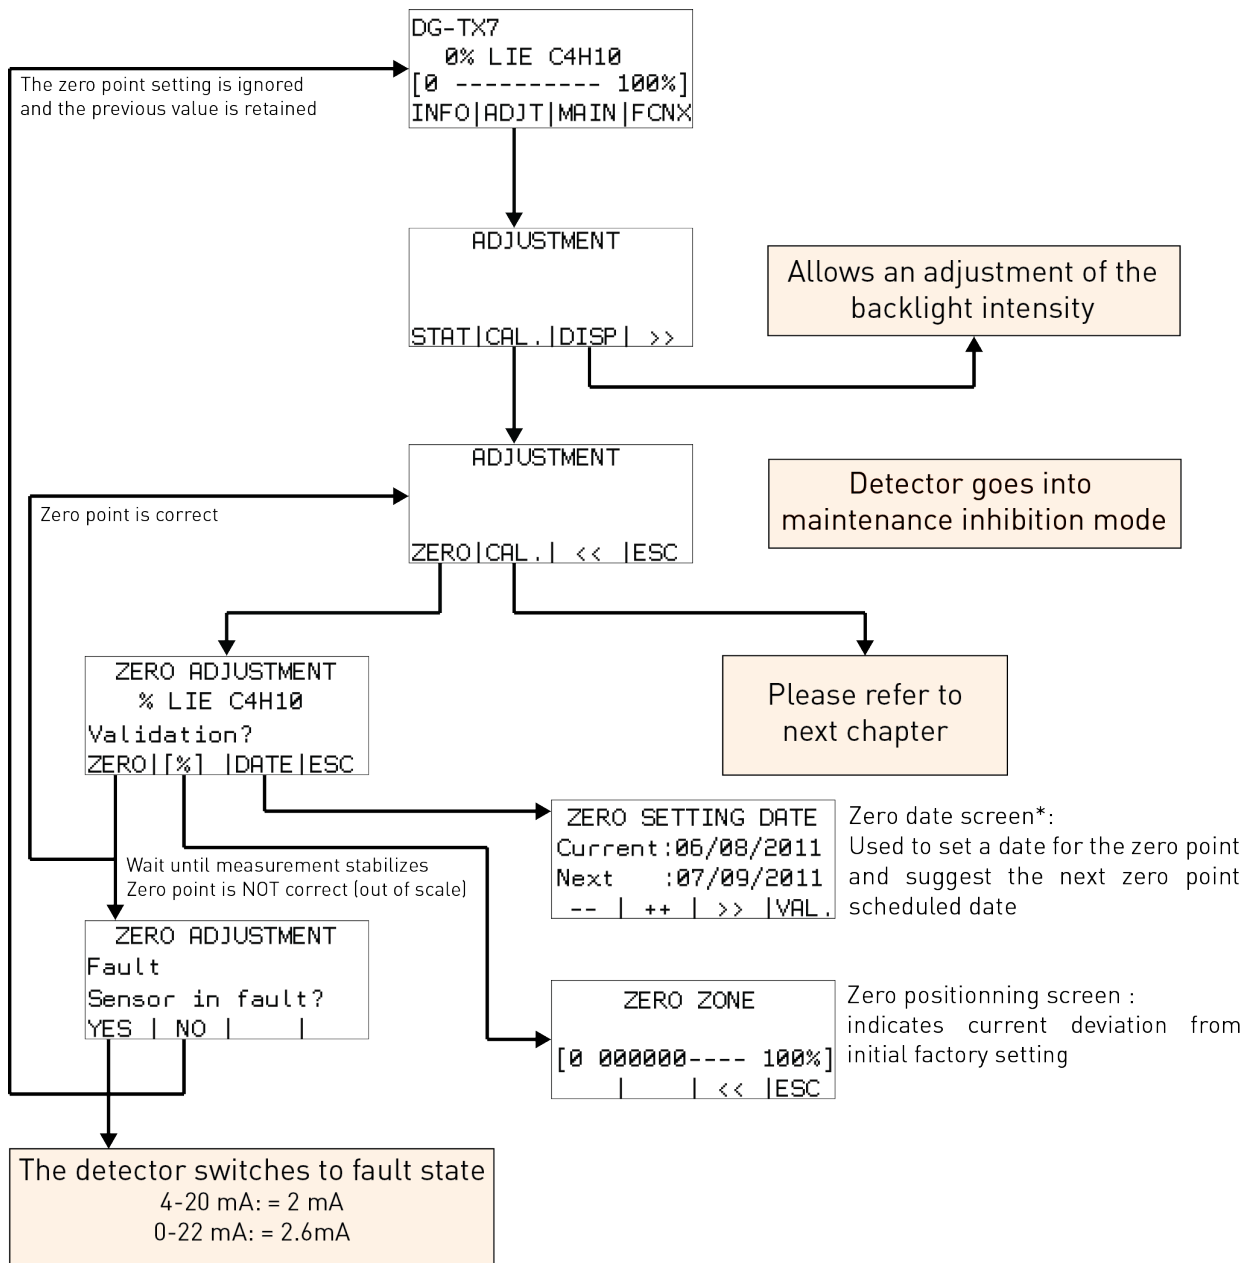 DG-TX7
0% LIE C4H10
[0 ---------- 100%]
INFO|ADJT|MAIN|FCNX
The zero point setting is ignored
and the previous value is retained
ADJUSTMENT
STAT|CAL.|DISP| >>
Allows an adjustment of the
backlight intensity
ADJUSTMENT
ZERO|CAL.| << |ESC
Zero point is correct
Detector goes into
maintenance inhibition mode
ZERO ADJUSTMENT
% LIE C4H10
Validation?
ZERO|[%] |DATE|ESC
Please refer to
next chapter
Wait until measurement stabilizes
Zero point is NOT correct (out of scale)
ZERO SETTING DATE
Current:06/08/2011
Next :07/09/2011
-- | ++ | >> |VAL.
Zero date screen*:
Used to set a date for the zero point
and suggest the next zero point
scheduled date
ZERO ADJUSTMENT
Fault
Sensor in fault?
YES | NO | |
ZERO ZONE
[0 000000---- 100%]
| | << |ESC
Zero positionning screen :
indicates current deviation from
initial factory setting
The detector switches to fault state
4-20 mA: = 2 mA
0-22 mA: = 2.6mA